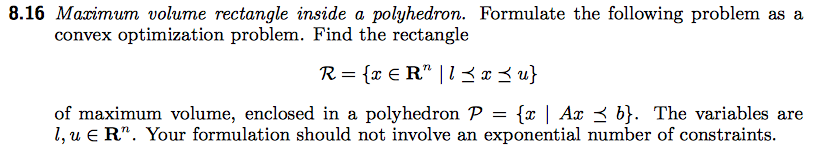 8.16 Maximum volume rectangle inside a polyhedron. Formulate the following problem as a
convex optimization problem. Find the rectangle
R = {x ∈ Rⁿ | l ⪯ x ⪯ u}
of maximum volume, enclosed in a polyhedron P = {x | Ax ⪯ b}. The variables are
l, u ∈ Rⁿ. Your formulation should not involve an exponential number of constraints.